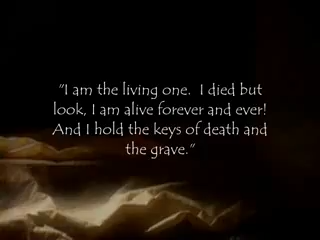 "I am the living one.  I died but
look, I am alive forever and ever!
And I hold the keys of death and
the grave."